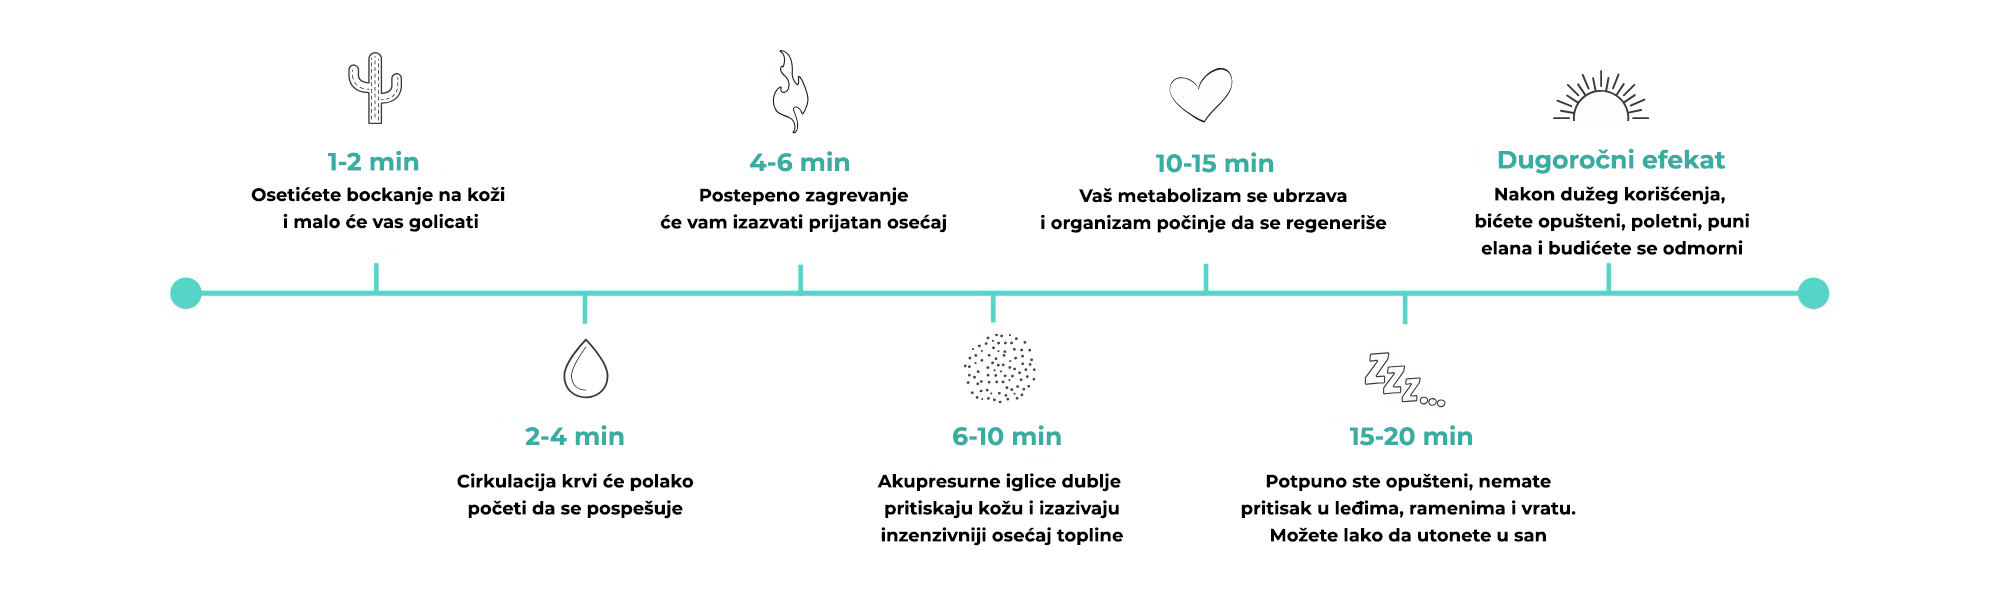 1-2 min
Osetićete bockanje na koži
i malo će vas golicati
2-4 min
Cirkulacija krvi će polako
početi da se pospešuje
4-6 min
Postepeno zagrevanje
će vam izazvati prijatan osećaj
6-10 min
Akupresurne iglice dublje
pritiskaju kožu i izazivaju
inzenzivniji osećaj topline
10-15 min
Vaš metabolizam se ubrzava
i organizam počinje da se regeneriše
15-20 min
Potpuno ste opušteni, nemate
pritisak u leđima, ramenima i vratu.
Možete lako da utonete u san
Dugoročni efekat
Nakon dužeg korišćenja,
bićete opušteni, poletni, puni
elana i budićete se odmorni
ZZZ...